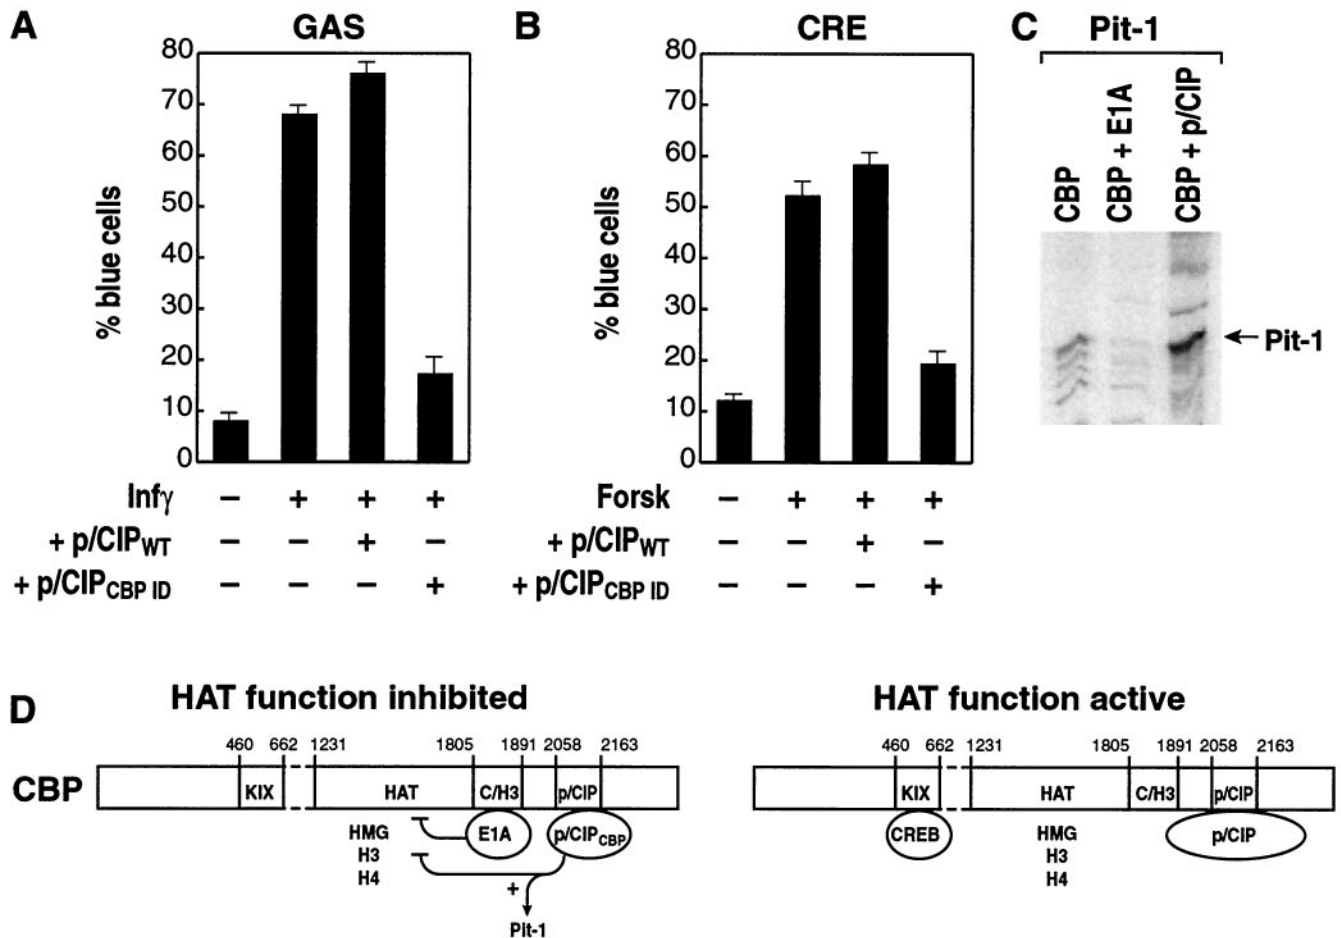 A
GAS
80
70
60
50
40
30
20
10
0
% blue cells
Infγ − + + +
+ p/CIPWT − − + −
+ p/CIPCBP ID − − − +
B
CRE
80
70
60
50
40
30
20
10
0
% blue cells
Forsk − + + +
+ p/CIPWT − − + −
+ p/CIPCBP ID − − − +
C
Pit-1
CBP
CBP + E1A
CBP + p/CIP
Pit-1
D
HAT function inhibited
460 662 1231 1805 1891 2058 2163
CBP
KIX HAT C/H3 p/CIP
HMG E1A p/CIPCBP
H3
H4
+
Pit-1
HAT function active
460 662 1231 1805 1891 2058 2163
KIX HAT C/H3 p/CIP
CREB HMG p/CIP
H3
H4